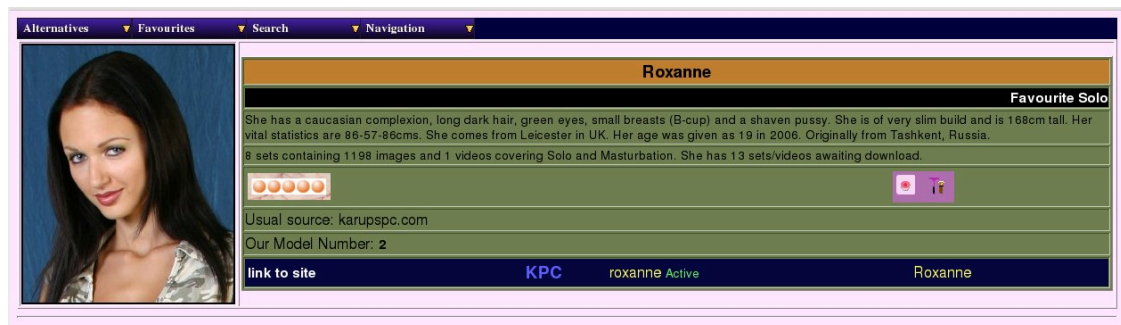 Alternatives Favourites Search Navigation
Roxanne
Favourite Solo
She has a caucasian complexion, long dark hair, green eyes, small breasts (B-cup) and a shaven pussy. She is of very slim build and is 168cm tall. Her
vital statistics are 86-57-86cms. She comes from Leicester in UK. Her age was given as 19 in 2006. Originally from Tashkent, Russia.
8 sets containing 1198 images and 1 videos covering Solo and Masturbation. She has 13 sets/videos awaiting download.
Usual source: karupspc.com
Our Model Number: 2
link to site KPC roxanne Active Roxanne